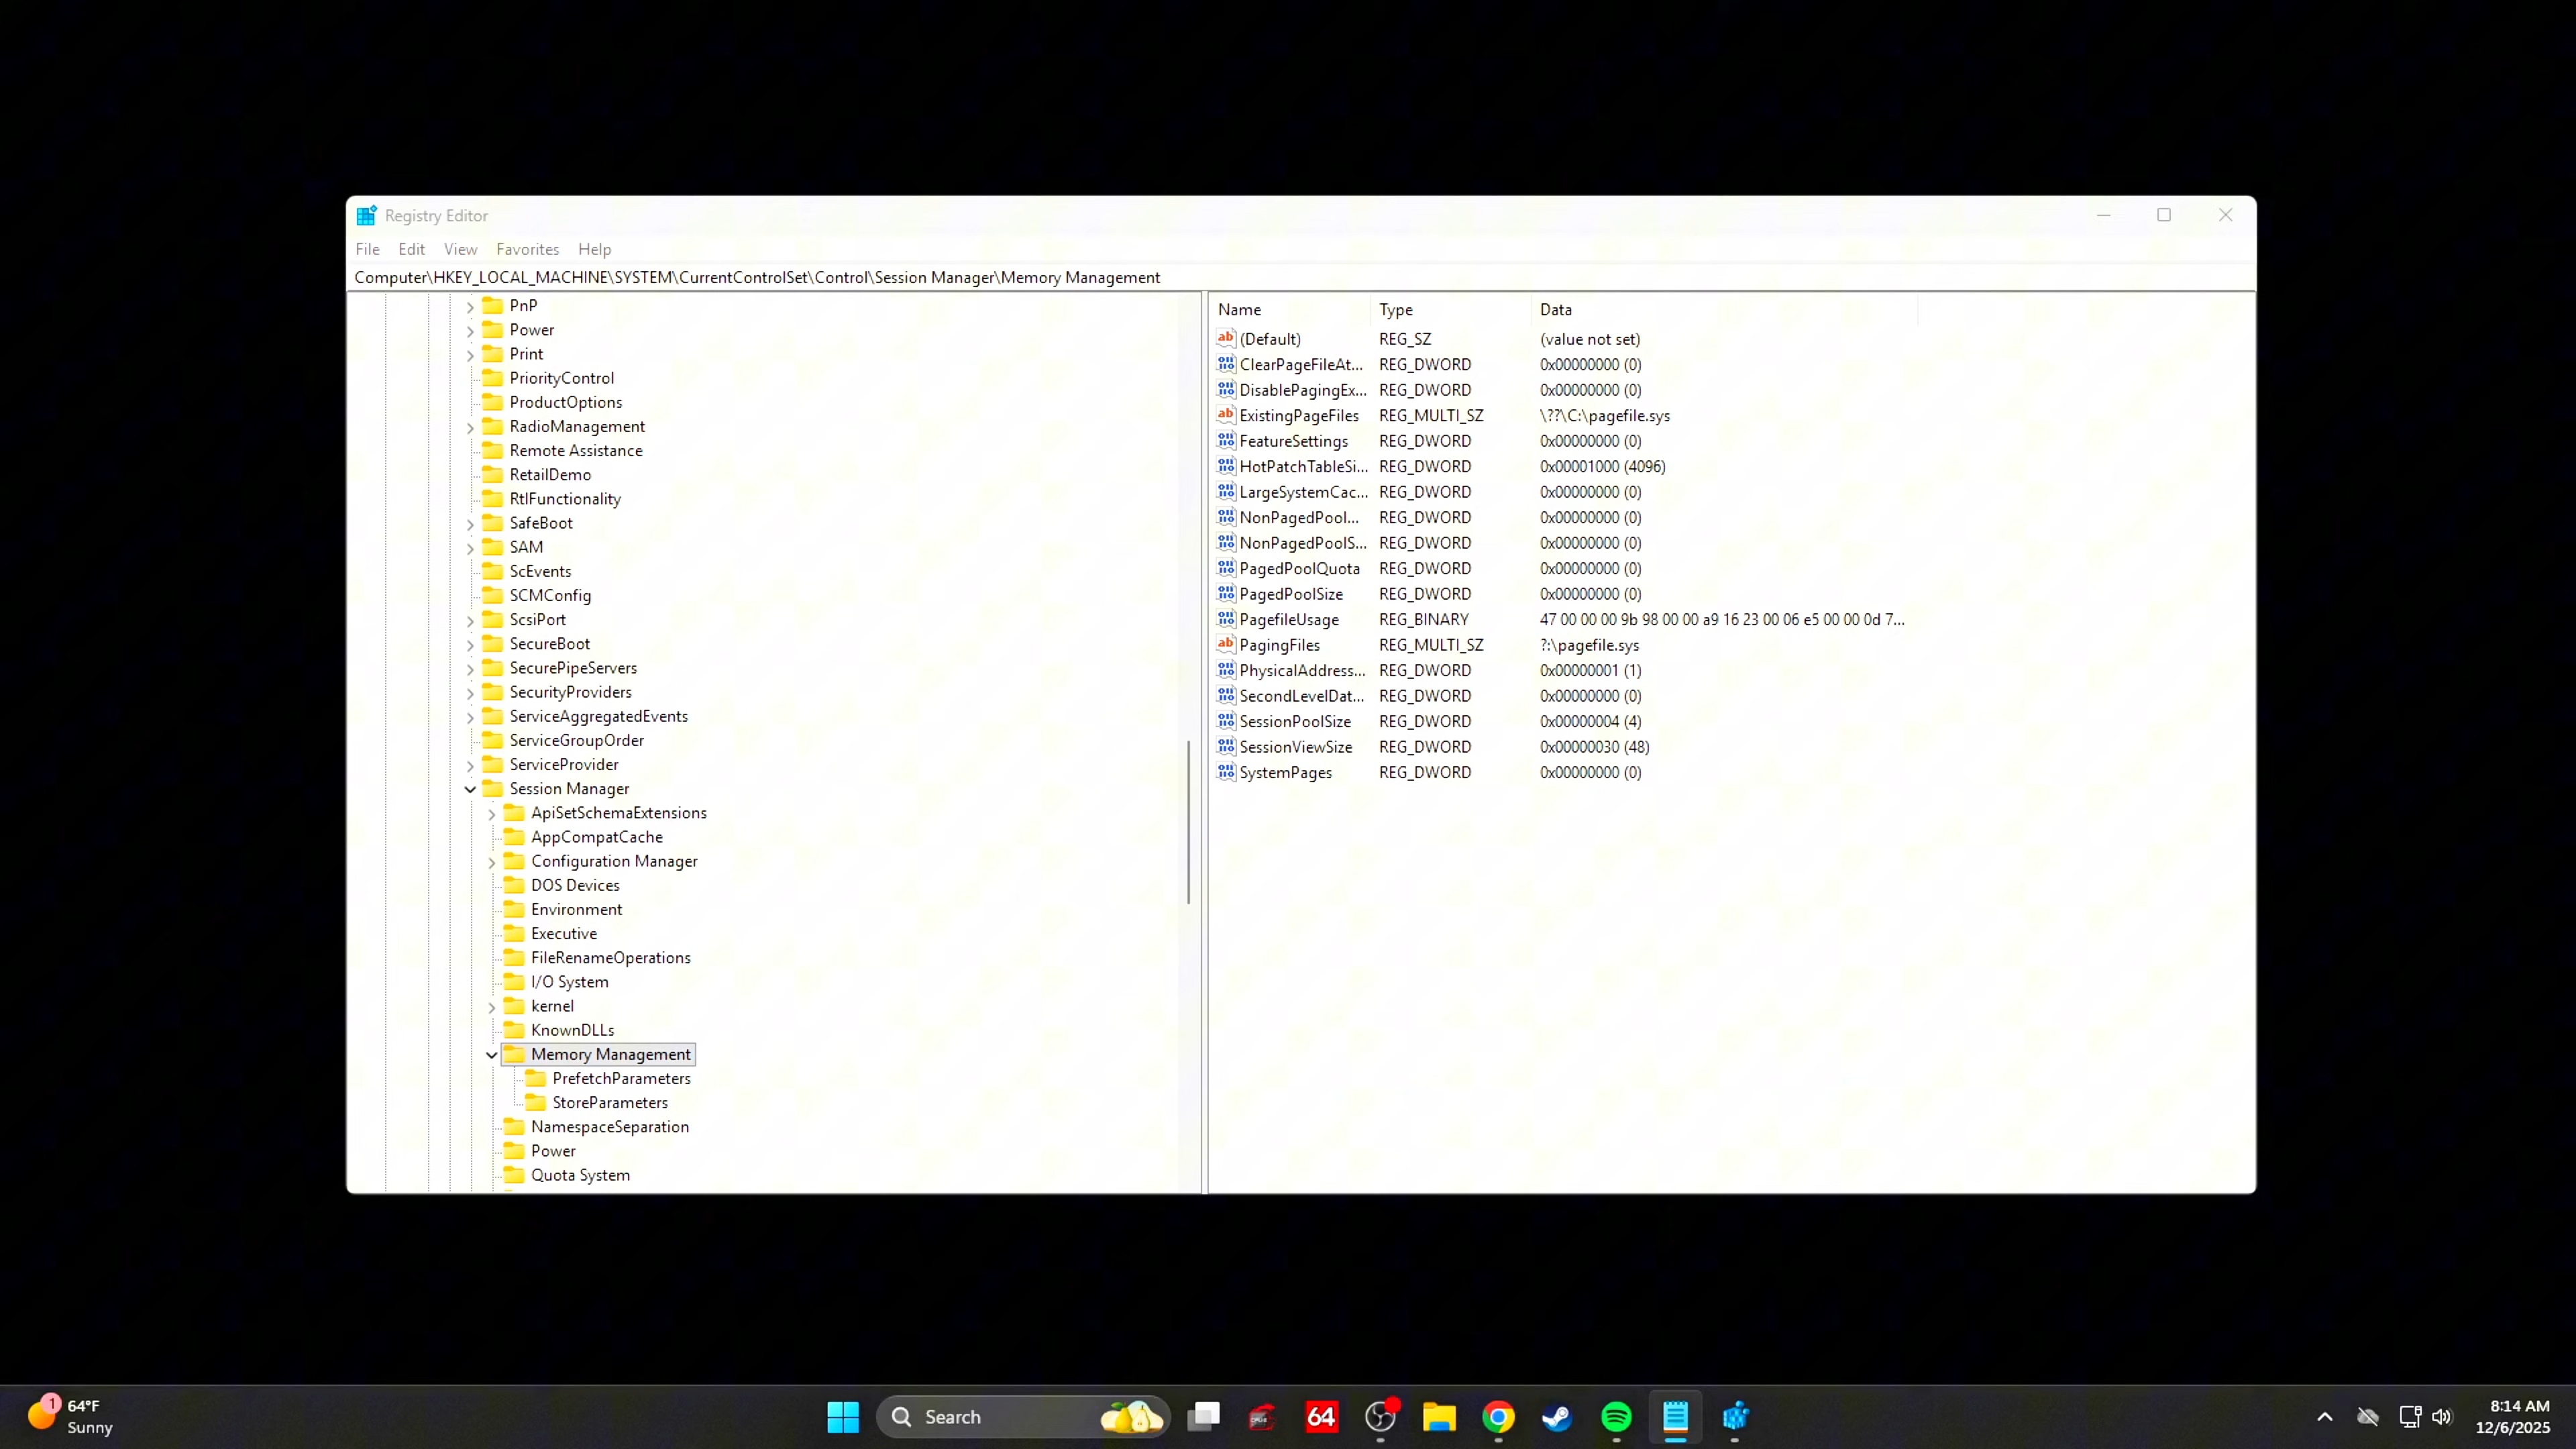 Registry Editor
File Edit View Favorites Help
Computer\HKEY_LOCAL_MACHINE\SYSTEM\CurrentControlSet\Control\Session Manager\Memory Management
PnP
Power
Print
PriorityControl
ProductOptions
RadioManagement
Remote Assistance
RetailDemo
RtlFunctionality
SafeBoot
SAM
ScEvents
SCMConfig
ScsiPort
SecureBoot
SecurePipeServers
SecurityProviders
ServiceAggregatedEvents
ServiceGroupOrder
ServiceProvider
Session Manager
ApiSetSchemaExtensions
AppCompatCache
Configuration Manager
DOS Devices
Environment
Executive
FileRenameOperations
I/O System
kernel
KnownDLLs
Memory Management
PrefetchParameters
StoreParameters
NamespaceSeparation
Power
Quota System
Name Type Data
(Default) REG_SZ (value not set)
ClearPageFileAt... REG_DWORD 0x00000000 (0)
DisablePagingEx... REG_DWORD 0x00000000 (0)
ExistingPageFiles REG_MULTI_SZ \??\C:\pagefile.sys
FeatureSettings REG_DWORD 0x00000000 (0)
HotPatchTableSi... REG_DWORD 0x00001000 (4096)
LargeSystemCac... REG_DWORD 0x00000000 (0)
NonPagedPool... REG_DWORD 0x00000000 (0)
NonPagedPoolS... REG_DWORD 0x00000000 (0)
PagedPoolQuota REG_DWORD 0x00000000 (0)
PagedPoolSize REG_DWORD 0x00000000 (0)
PagefileUsage REG_BINARY 47 00 00 00 9b 98 00 00 a9 16 23 00 06 e5 00 00 0d 7...
PagingFiles REG_MULTI_SZ ?:\pagefile.sys
PhysicalAddress... REG_DWORD 0x00000001 (1)
SecondLevelDat... REG_DWORD 0x00000000 (0)
SessionPoolSize REG_DWORD 0x00000004 (4)
SessionViewSize REG_DWORD 0x00000030 (48)
SystemPages REG_DWORD 0x00000000 (0)
1
64°F
Sunny
Search
64
8:14 AM
12/6/2025